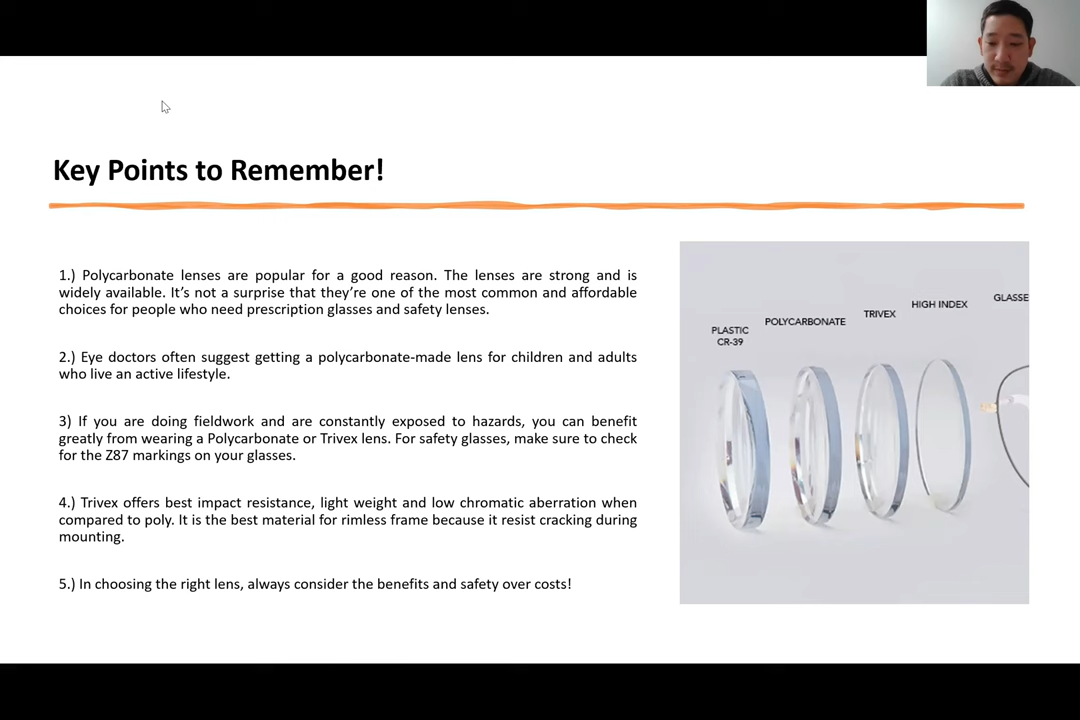 Key Points to Remember!
1.) Polycarbonate lenses are popular for a good reason. The lenses are strong and is
widely available. It’s not a surprise that they’re one of the most common and affordable
choices for people who need prescription glasses and safety lenses.
2.) Eye doctors often suggest getting a polycarbonate-made lens for children and adults
who live an active lifestyle.
3) If you are doing fieldwork and are constantly exposed to hazards, you can benefit
greatly from wearing a Polycarbonate or Trivex lens. For safety glasses, make sure to check
for the Z87 markings on your glasses.
4.) Trivex offers best impact resistance, light weight and low chromatic aberration when
compared to poly. It is the best material for rimless frame because it resist cracking during
mounting.
5.) In choosing the right lens, always consider the benefits and safety over costs!
PLASTIC
CR-39
POLYCARBONATE
TRIVEX
HIGH INDEX
GLASSE